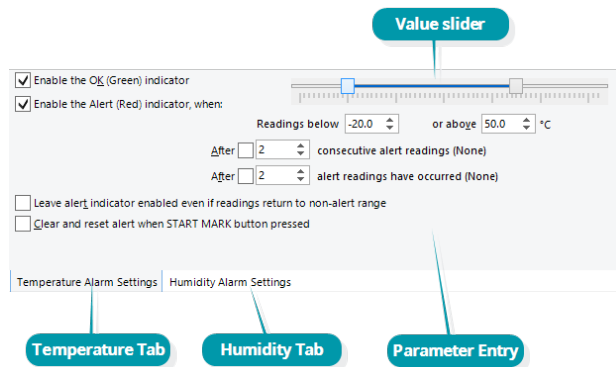 Value slider
Enable the OK (Green) indicator
Enable the Alert (Red) indicator, when:
Readings below -20.0 or above 50.0 °C
After 2 consecutive alert readings (None)
After 2 alert readings have occurred (None)
Leave alert indicator enabled even if readings return to non-alert range
Clear and reset alert when START MARK button pressed
Temperature Alarm Settings Humidity Alarm Settings
Temperature Tab Humidity Tab Parameter Entry